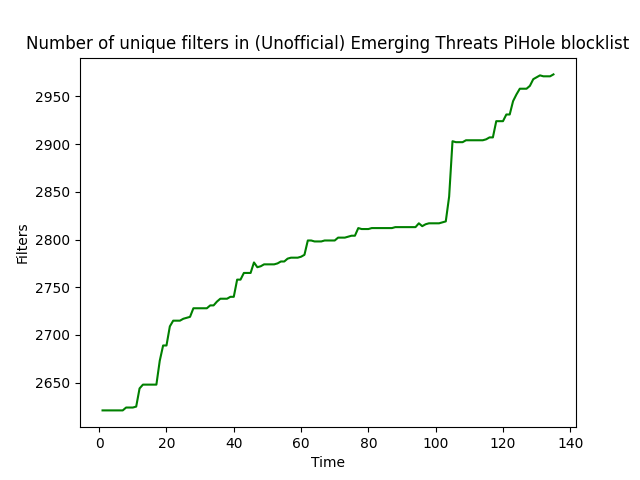 Number of unique filters in (Unofficial) Emerging Threats PiHole blocklist
2950
2900
2850
2800
2750
2700
2650
Filters
0 20 40 60 80 100 120 140
Time